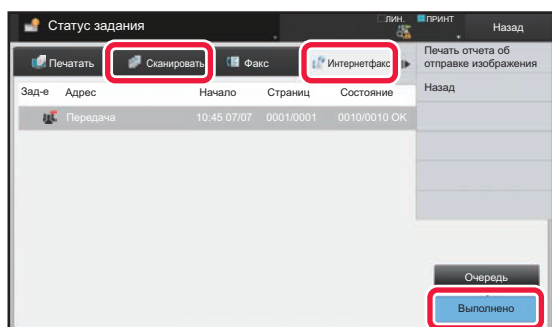 Статус задания
ЛИН.
ПРИНТ
Назад
Печатать
Сканировать
Факс
Интернетфакс
Печать отчета об
отправке изображения
Зад-е
Адрес
Начало
Страниц
Состояние
Назад
Передача
10:45 07/07
0001/0001
0010/0010 OK
Очередь
Выполнено